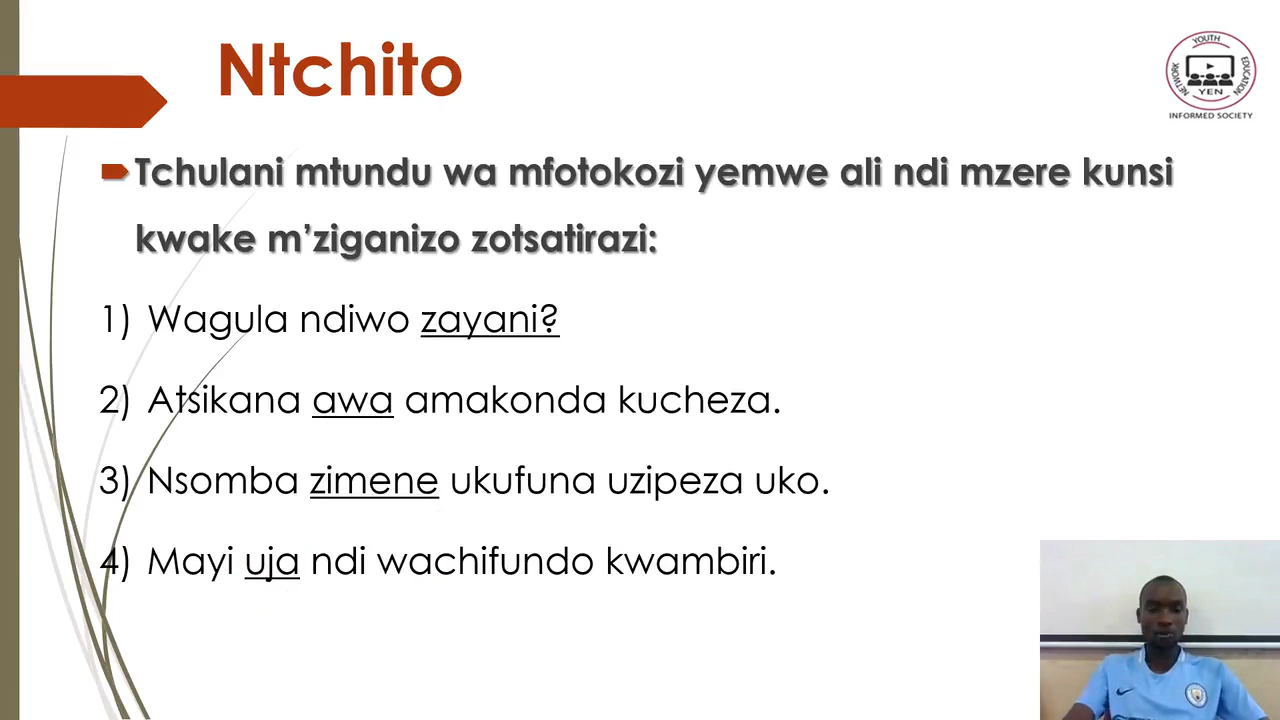 Ntchito
YOUTH
NETWORK
EDUCATION
YEN
INFORMED SOCIETY
Tchulani mtundu wa mfotokozi yemwe ali ndi mzere kunsi
kwake m’ziganizo zotsatirazi:
1) Wagula ndiwo zayani?
2) Atsikana awa amakonda kucheza.
3) Nsomba zimene ukufuna uzipeza uko.
4) Mayi uja ndi wachifundo kwambiri.